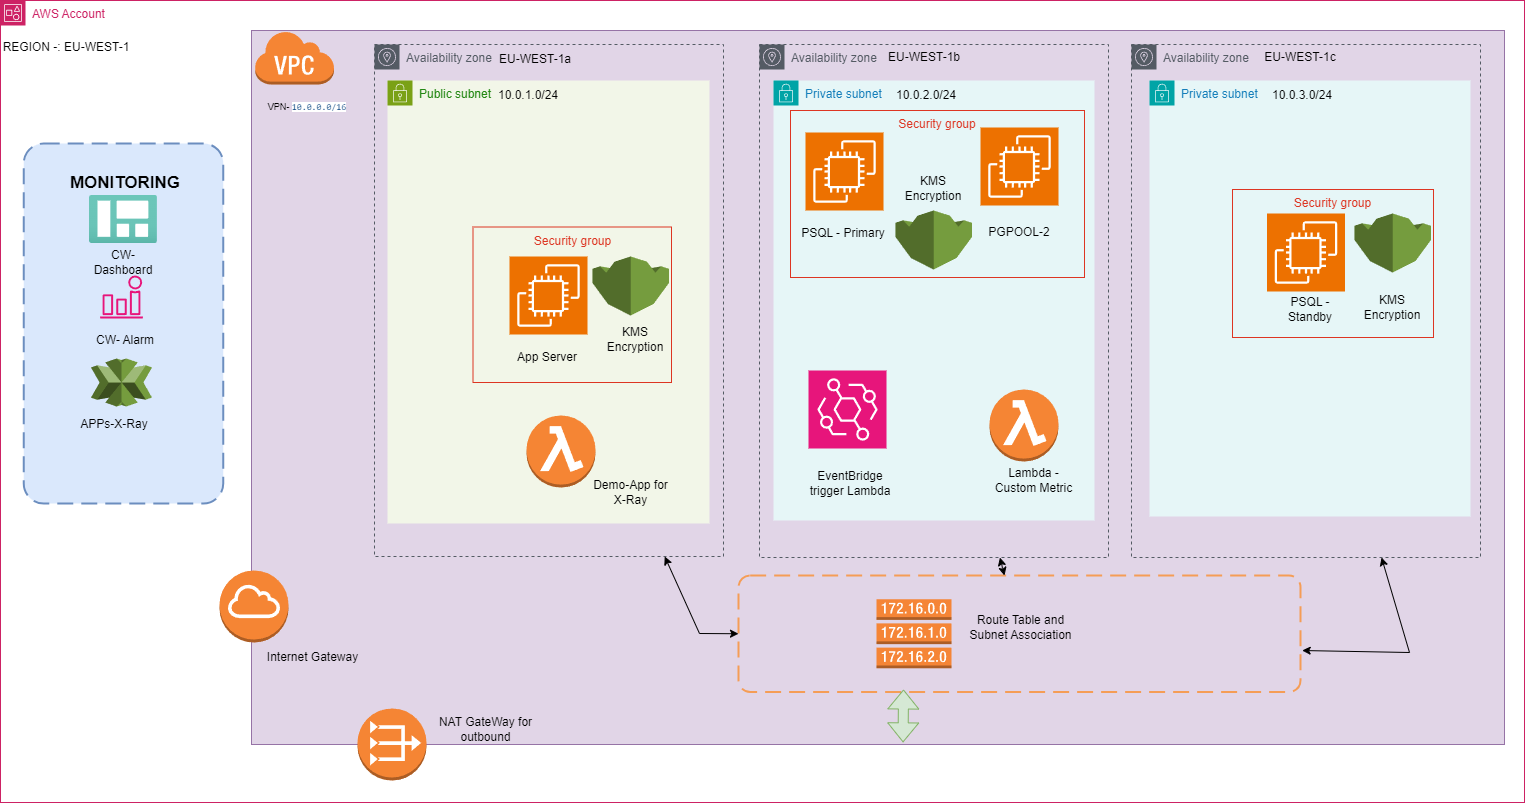 AWS Account
REGION -: EU-WEST-1
VPC
VPN- 10.0.0.0/16
MONITORING
CW-
Dashboard
CW- Alarm
APPs-X-Ray
Availability zone EU-WEST-1a
Public subnet 10.0.1.0/24
Security group
App Server
KMS
Encryption
Demo-App for
X-Ray
Availability zone EU-WEST-1b
Private subnet 10.0.2.0/24
Security group
PSQL - Primary
KMS
Encryption
PGPOOL-2
EventBridge
trigger Lambda
Lambda -
Custom Metric
Availability zone EU-WEST-1c
Private subnet 10.0.3.0/24
Security group
PSQL -
Standby
KMS
Encryption
172.16.0.0
172.16.1.0
172.16.2.0
Route Table and
Subnet Association
Internet Gateway
NAT GateWay for
outbound